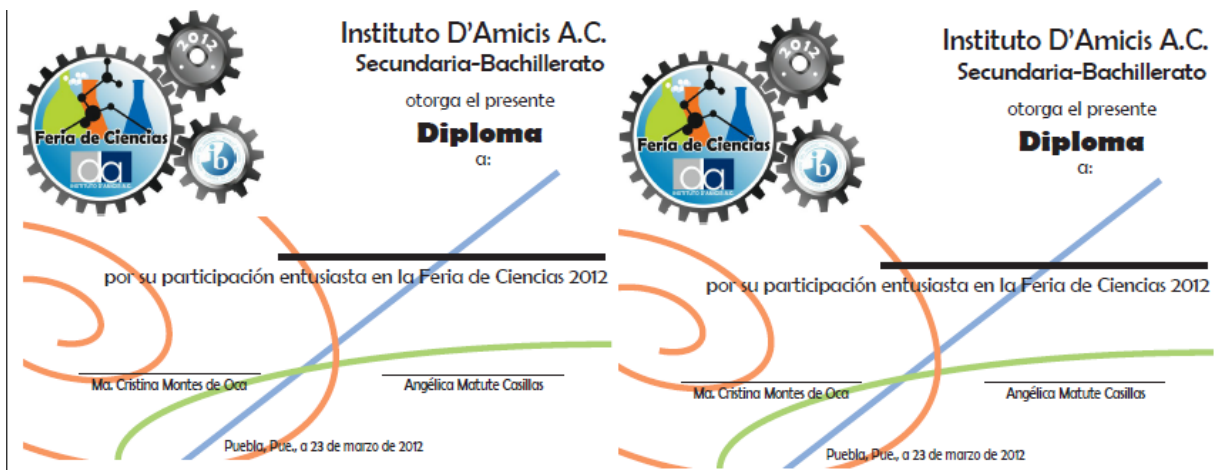 2012
Feria de Ciencias
da
INSTITUTO D'AMICIS A.C.
ib
Instituto D'Amicis A.C.
Secundaria-Bachillerato
otorga el presente
Diploma
a:
por su participación entusiasta en la Feria de Ciencias 2012
Ma. Cristina Montes de Oca
Angélica Matute Casillas
Puebla, Pue., a 23 de marzo de 2012
2012
Feria de Ciencias
da
INSTITUTO D'AMICIS A.C.
ib
Instituto D'Amicis A.C.
Secundaria-Bachillerato
otorga el presente
Diploma
a:
por su participación entusiasta en la Feria de Ciencias 2012
Ma. Cristina Montes de Oca
Angélica Matute Casillas
Puebla, Pue., a 23 de marzo de 2012